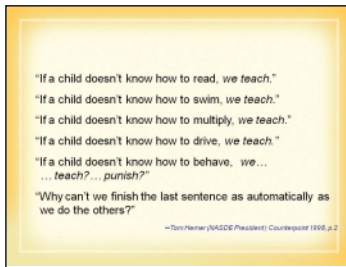 “If a child doesn’t know how to read, we teach.”
“If a child doesn’t know how to swim, we teach.”
“If a child doesn’t know how to multiply, we teach.”
“If a child doesn’t know how to drive, we teach.”
“If a child doesn’t know how to behave, we…
… teach? … punish?”
“Why can’t we finish the last sentence as automatically as
we do the others?”
~Tom Herner (NASDE President) Counterpoint 1998, p.2